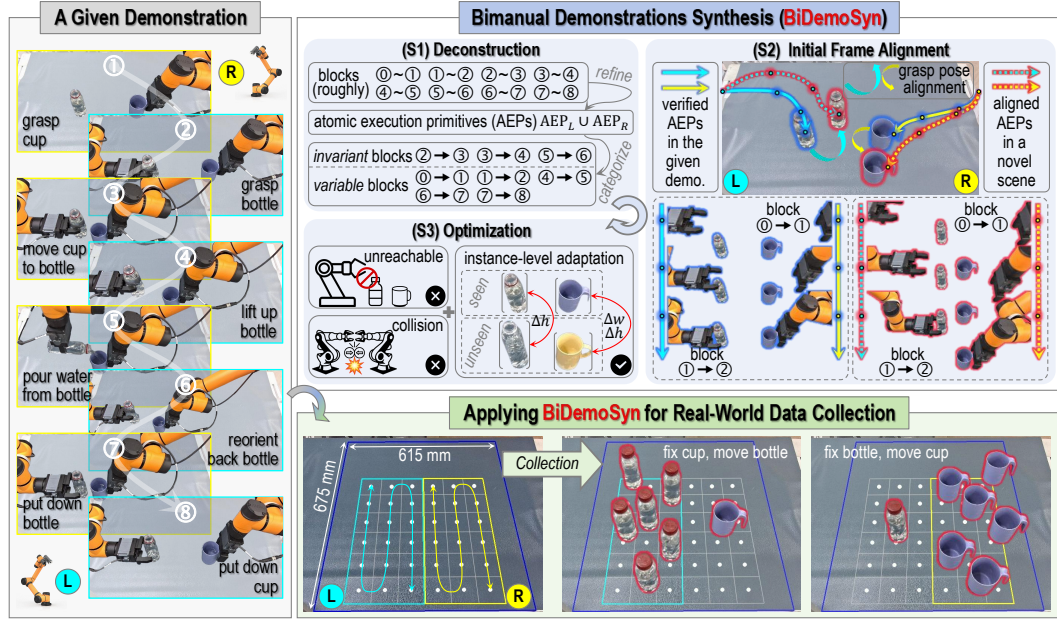 A Given Demonstration
①
R
grasp
cup
②
grasp
bottle
③
move cup
to bottle
④
lift up
bottle
⑤
pour water
from bottle
⑥
reorient
back bottle
⑦
put down
bottle
⑧
put down
cup
L
Bimanual Demonstrations Synthesis (BiDemoSyn)
(S1) Deconstruction
blocks
(roughly)
⓪~① ①~② ②~③ ③~④
④~⑤ ⑤~⑥ ⑥~⑦ ⑦~⑧
refine
atomic execution primitives (AEPs) AEP_L ∪ AEP_R
invariant blocks ②→③ ③→④ ⑤→⑥
variable blocks ⓪→① ①→② ④→⑤
⑥→⑦ ⑦→⑧
categorize
(S2) Initial Frame Alignment
verified
AEPs
in the
given
demo.
grasp pose
alignment
L
R
aligned
AEPs
in a
novel
scene
block
⓪→①
block
①→②
block
⓪→①
block
①→②
(S3) Optimization
unreachable
collision
instance-level adaptation
seen
unseen
Δh
Δw
Δh
Applying BiDemoSyn for Real-World Data Collection
615 mm
675 mm
L
R
Collection
fix cup, move bottle
fix bottle, move cup